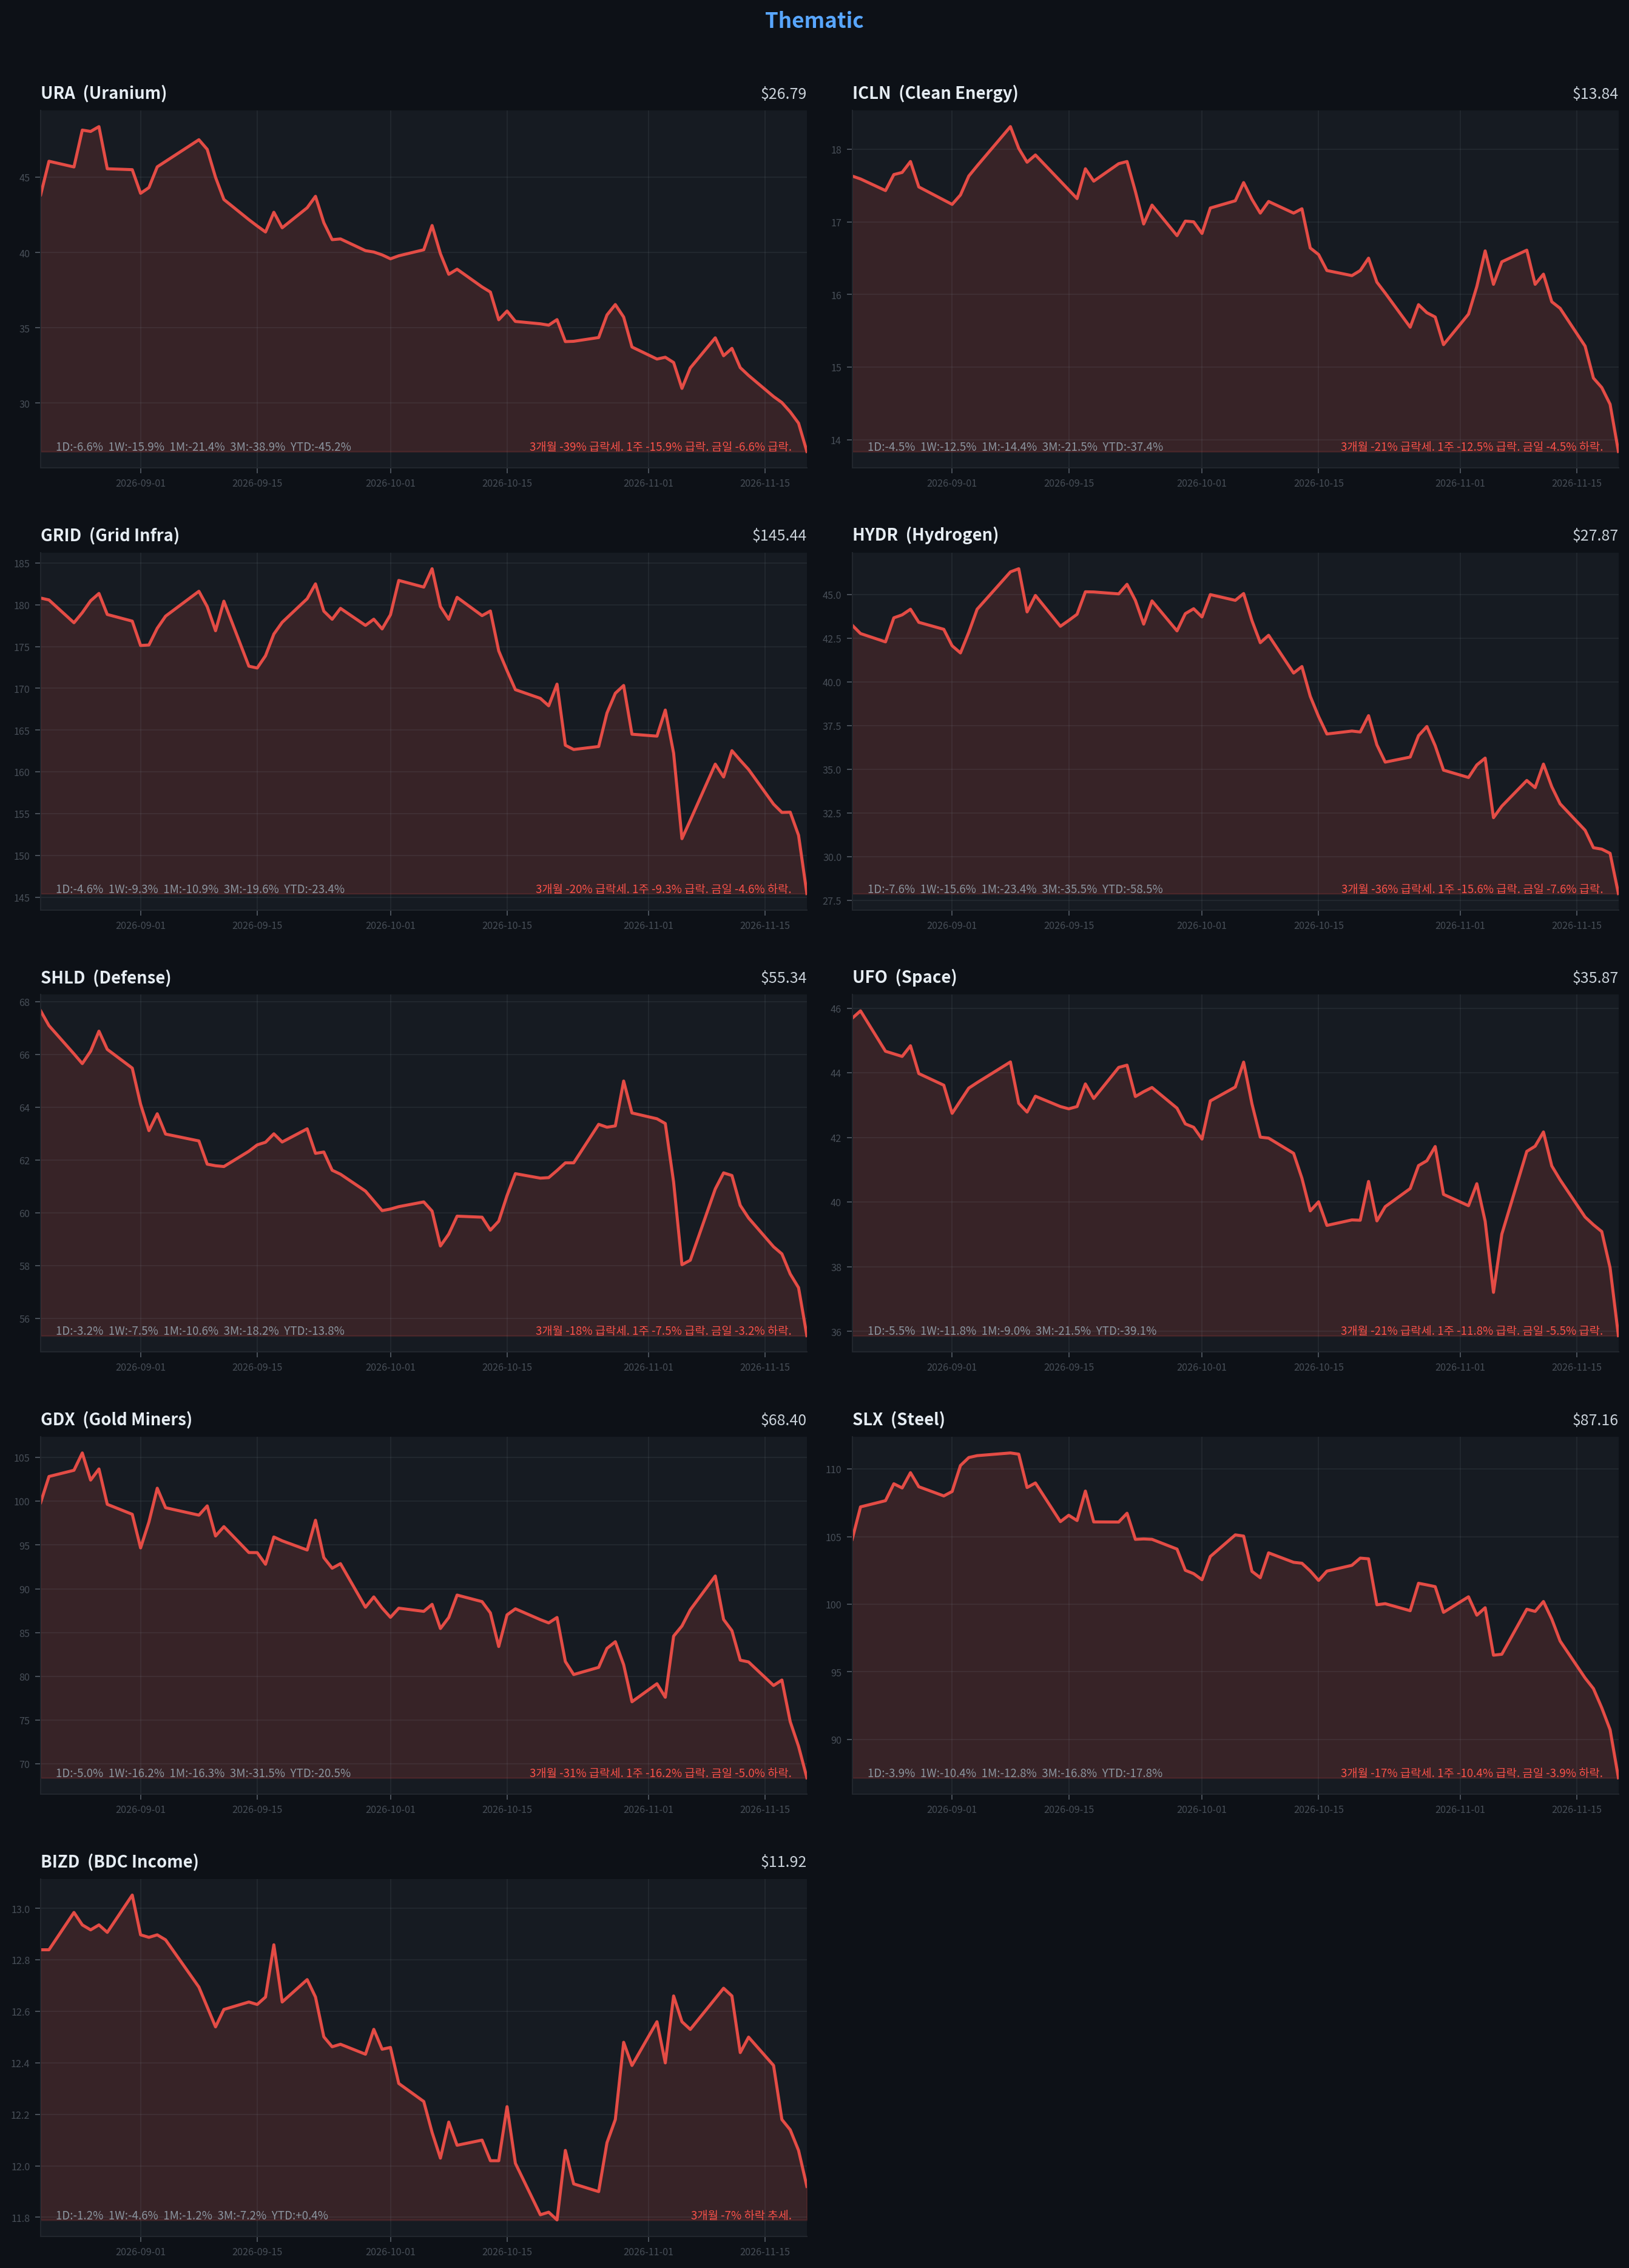 Thematic
URA (Uranium) $26.79
45
40
35
30
1D:-6.6% 1W:-15.9% 1M:-21.4% 3M:-38.9% YTD:-45.2% 3개월 -39% 급락세. 1주 -15.9% 급락. 금일 -6.6% 급락.
2026-09-01 2026-09-15 2026-10-01 2026-10-15 2026-11-01 2026-11-15
ICLN (Clean Energy) $13.84
18
17
16
15
14
1D:-4.5% 1W:-12.5% 1M:-14.4% 3M:-21.5% YTD:-37.4% 3개월 -21% 급락세. 1주 -12.5% 급락. 금일 -4.5% 하락.
2026-09-01 2026-09-15 2026-10-01 2026-10-15 2026-11-01 2026-11-15
GRID (Grid Infra) $145.44
185
180
175
170
165
160
155
150
145
1D:-4.6% 1W:-9.3% 1M:-10.9% 3M:-19.6% YTD:-23.4% 3개월 -20% 급락세. 1주 -9.3% 급락. 금일 -4.6% 하락.
2026-09-01 2026-09-15 2026-10-01 2026-10-15 2026-11-01 2026-11-15
HYDR (Hydrogen) $27.87
45.0
42.5
40.0
37.5
35.0
32.5
30.0
27.5
1D:-7.6% 1W:-15.6% 1M:-23.4% 3M:-35.5% YTD:-58.5% 3개월 -36% 급락세. 1주 -15.6% 급락. 금일 -7.6% 급락.
2026-09-01 2026-09-15 2026-10-01 2026-10-15 2026-11-01 2026-11-15
SHLD (Defense) $55.34
68
66
64
62
60
58
56
1D:-3.2% 1W:-7.5% 1M:-10.6% 3M:-18.2% YTD:-13.8% 3개월 -18% 급락세. 1주 -7.5% 급락. 금일 -3.2% 하락.
2026-09-01 2026-09-15 2026-10-01 2026-10-15 2026-11-01 2026-11-15
UFO (Space) $35.87
46
44
42
40
38
36
1D:-5.5% 1W:-11.8% 1M:-9.0% 3M:-21.5% YTD:-39.1% 3개월 -21% 급락세. 1주 -11.8% 급락. 금일 -5.5% 급락.
2026-09-01 2026-09-15 2026-10-01 2026-10-15 2026-11-01 2026-11-15
GDX (Gold Miners) $68.40
105
100
95
90
85
80
75
70
1D:-5.0% 1W:-16.2% 1M:-16.3% 3M:-31.5% YTD:-20.5% 3개월 -31% 급락세. 1주 -16.2% 급락. 금일 -5.0% 하락.
2026-09-01 2026-09-15 2026-10-01 2026-10-15 2026-11-01 2026-11-15
SLX (Steel) $87.16
110
105
100
95
90
1D:-3.9% 1W:-10.4% 1M:-12.8% 3M:-16.8% YTD:-17.8% 3개월 -17% 급락세. 1주 -10.4% 급락. 금일 -3.9% 하락.
2026-09-01 2026-09-15 2026-10-01 2026-10-15 2026-11-01 2026-11-15
BIZD (BDC Income) $11.92
13.0
12.8
12.6
12.4
12.2
12.0
11.8
1D:-1.2% 1W:-4.6% 1M:-1.2% 3M:-7.2% YTD:+0.4% 3개월 -7% 하락 추세.
2026-09-01 2026-09-15 2026-10-01 2026-10-15 2026-11-01 2026-11-15